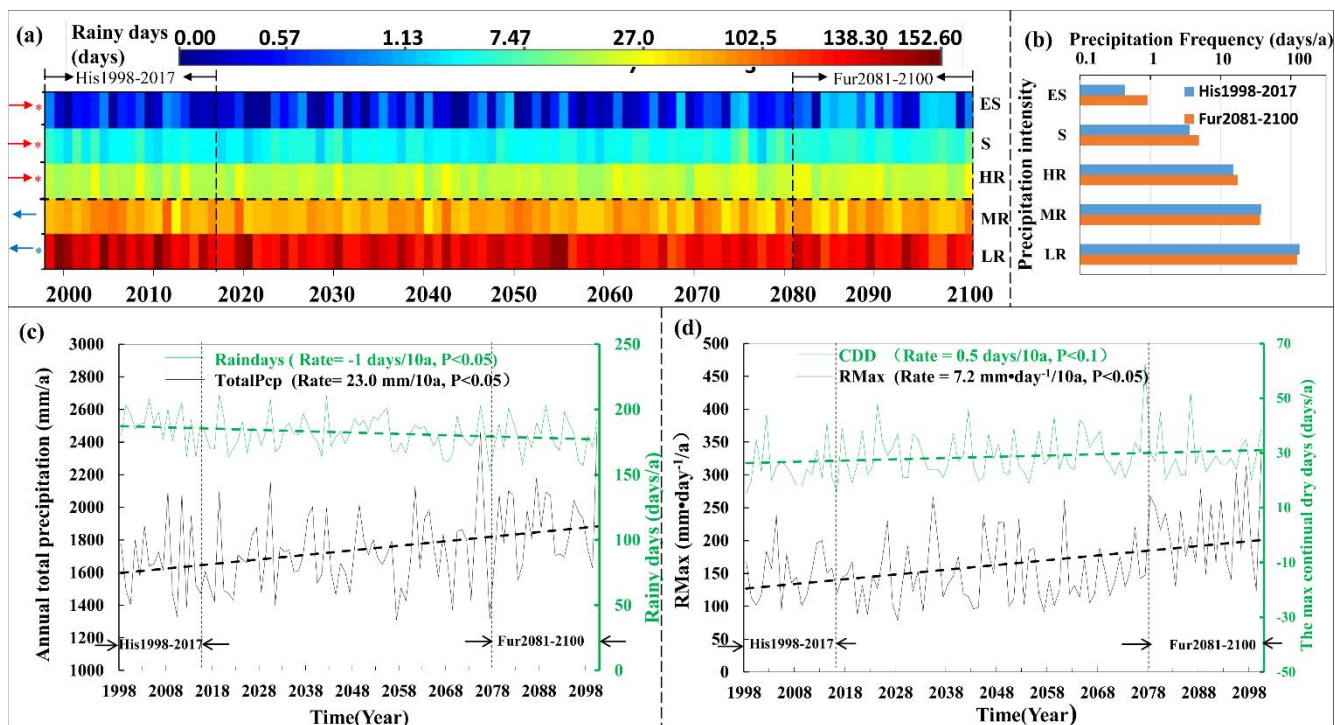 (a) Rainy days (days)
0.00 0.57 1.13 7.47 27.0 102.5 138.30 152.60
His1998-2017
Fur2081-2100
* ES
* S
* HR
MR
* LR
2000 2010 2020 2030 2040 2050 2060 2070 2080 2090 2100
(b) Precipitation Frequency (days/a)
0.1 1 10 100
Precipitation intensity
ES
S
HR
MR
LR
His1998-2017
Fur2081-2100
(c)
Raindays ( Rate= -1 days/10a, P<0.05)
TotalPcp (Rate= 23.0 mm/10a, P<0.05)
Annual total precipitation (mm/a)
3000
2800
2600
2400
2200
2000
1800
1600
1400
1200
1000
250
200
150
100
50
0
Rainy days (days/a)
His1998-2017
Fur2081-2100
1998 2008 2018 2028 2038 2048 2058 2068 2078 2088 2098
Time(Year)
(d)
CDD (Rate = 0.5 days/10a, P<0.1)
RMax (Rate = 7.2 mm•day⁻¹/10a, P<0.05)
RMax (mm•day⁻¹/a)
500
450
400
350
300
250
200
150
100
50
0
70
50
30
10
-10
-30
-50
The max continual dry days (days/a)
His1998-2017
Fur2081-2100
1998 2008 2018 2028 2038 2048 2058 2068 2078 2088 2098
Time(Year)